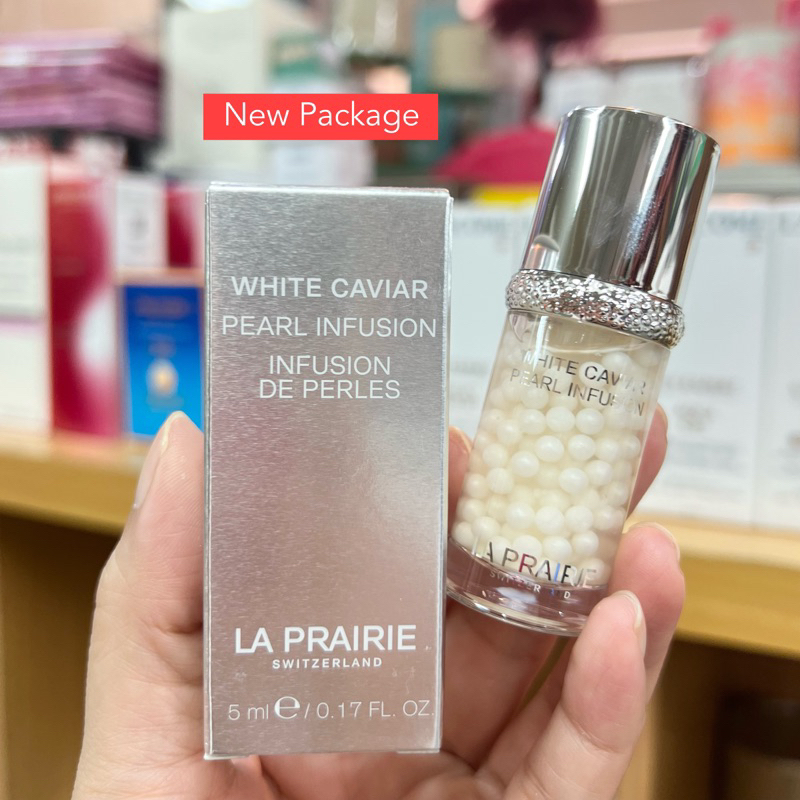 New Package
WHITE CAVIAR
PEARL INFUSION
INFUSION
DE PERLES
LA PRAIRIE
SWITZERLAND
5 ml e / 0.17 FL. OZ.
WHITE CAVIAR
PEARL INFUSION
LA PRAIRIE
SWITZERLAND